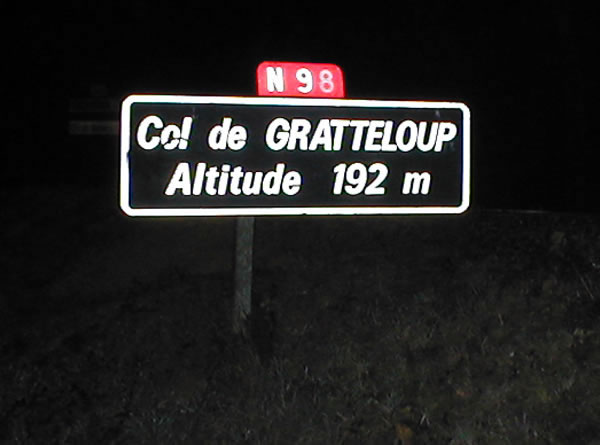 N 98
Col de GRATTELOUP
Altitude 192 m